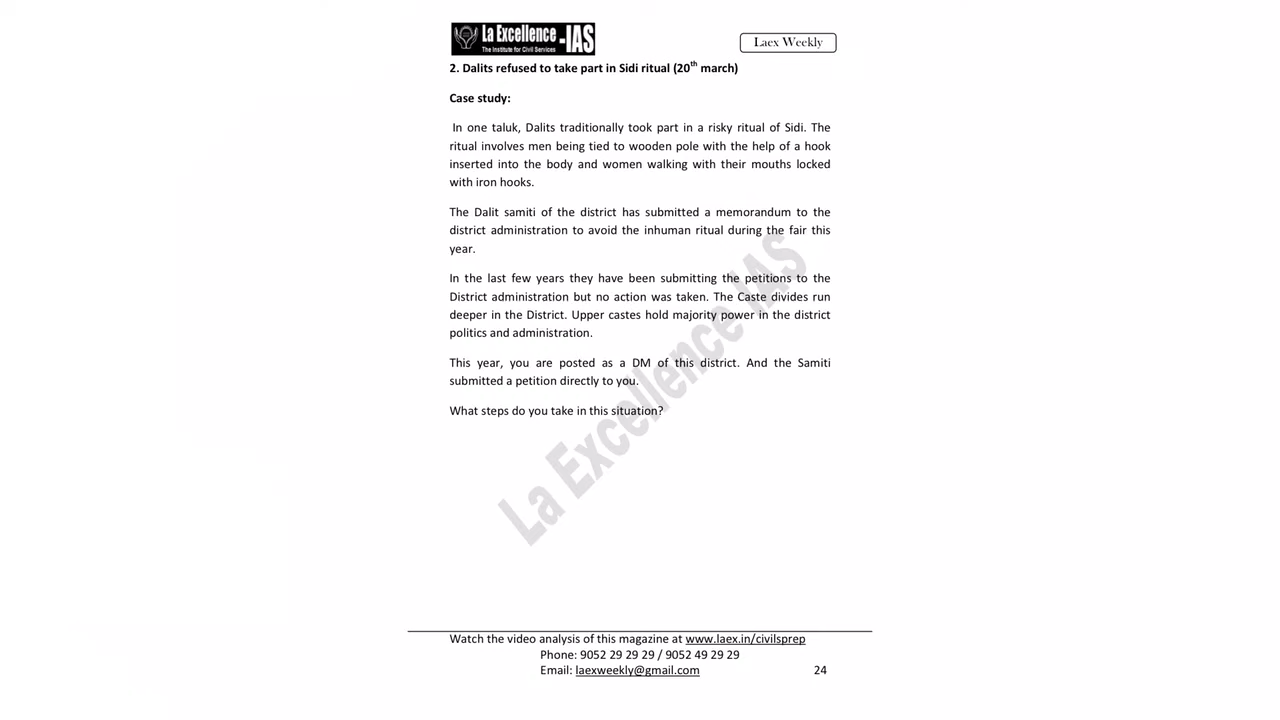 La Excellence -IAS
The Institute for Civil Services
Laex Weekly
2. Dalits refused to take part in Sidi ritual (20th march)
Case study:
In one taluk, Dalits traditionally took part in a risky ritual of Sidi. The
ritual involves men being tied to wooden pole with the help of a hook
inserted into the body and women walking with their mouths locked
with iron hooks.
The Dalit samiti of the district has submitted a memorandum to the
district administration to avoid the inhuman ritual during the fair this
year.
In the last few years they have been submitting the petitions to the
District administration but no action was taken. The Caste divides run
deeper in the District. Upper castes hold majority power in the district
politics and administration.
This year, you are posted as a DM of this district. And the Samiti
submitted a petition directly to you.
What steps do you take in this situation?
La Excellence IAS
Watch the video analysis of this magazine at www.laex.in/civilsprep
Phone: 9052 29 29 29 / 9052 49 29 29
Email: laexweekly@gmail.com
24